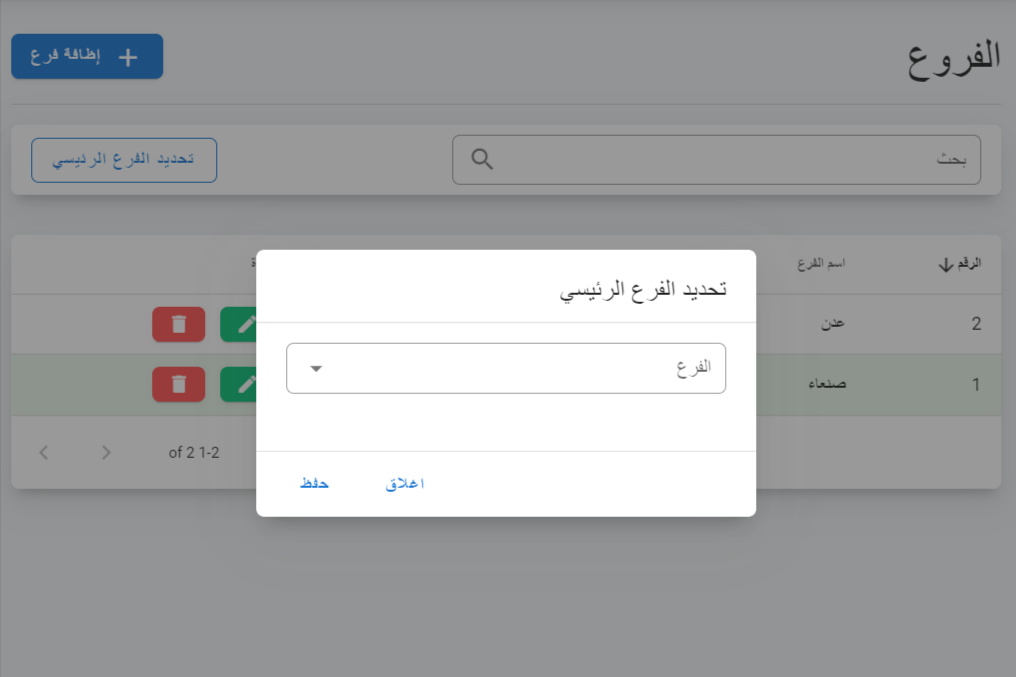 الفروع
إظافة فرع
بحث
تحديد الفرع الرئيسي
الرقم
اسم الفرع
2
عدن
1
صنعاء
1-2 of 2
تحديد الفرع الرئيسي
الفرع
اغلاق
حفظ